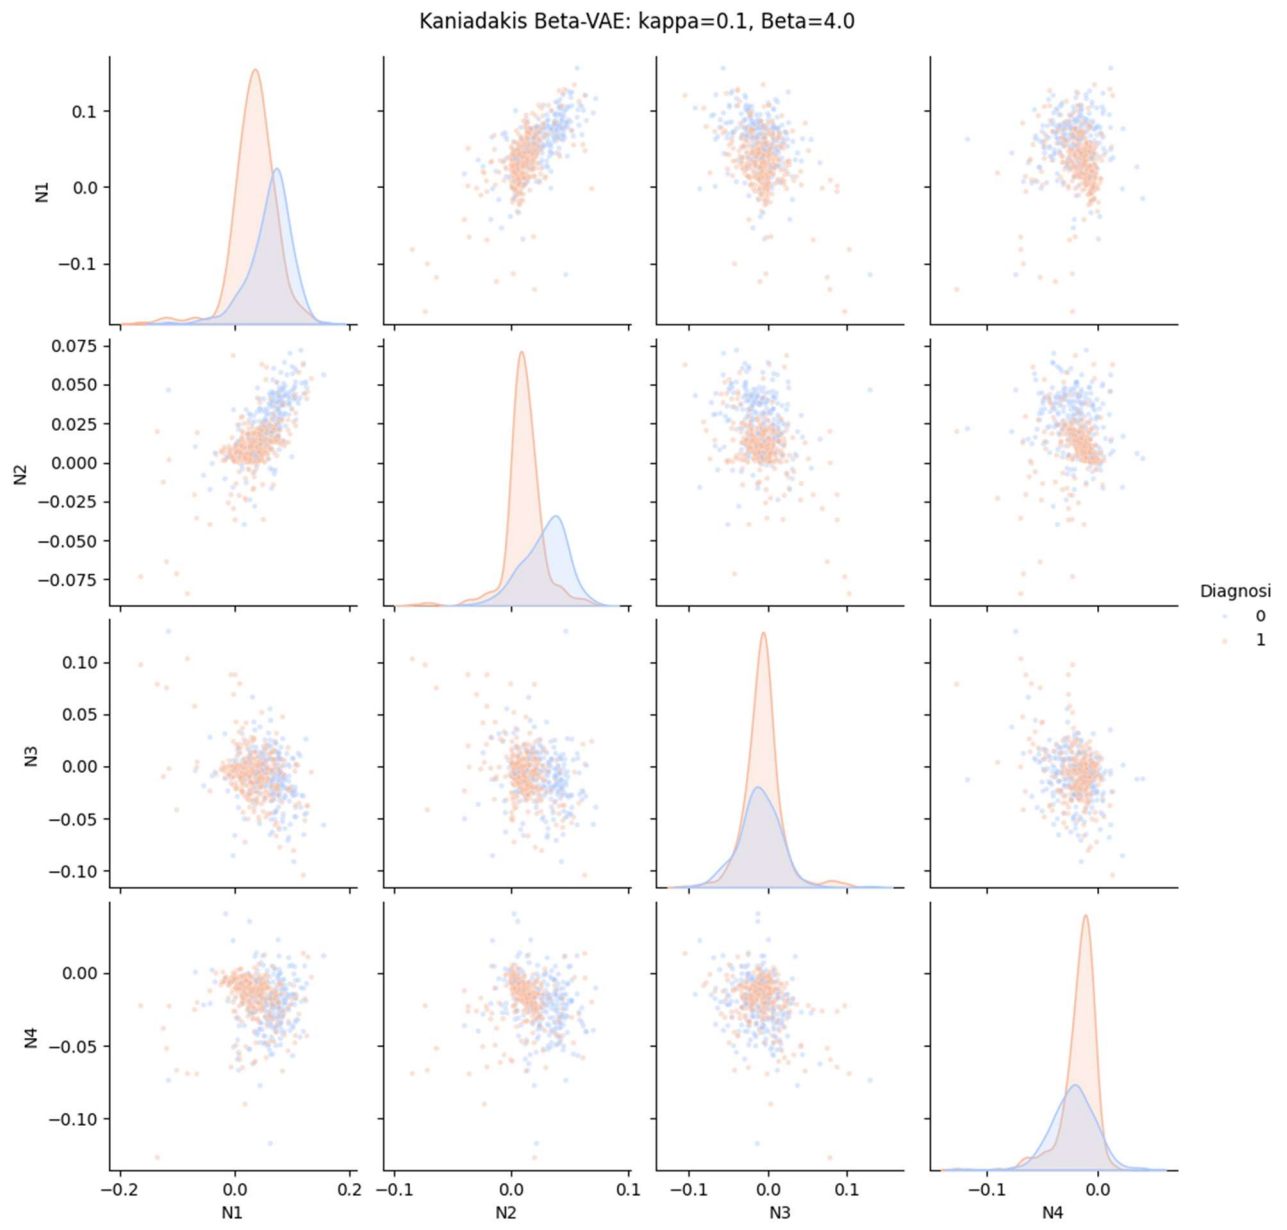 Kaniadakis Beta-VAE: kappa=0.1, Beta=4.0
0.1
0.0
−0.1
N1
0.075
0.050
0.025
0.000
−0.025
−0.050
−0.075
N2
Diagnosi
0
1
0.10
0.05
0.00
−0.05
−0.10
N3
0.00
−0.05
−0.10
N4
−0.2 0.0 0.2 −0.1 0.0 0.1 −0.1 0.0 0.1 −0.1 0.0
N1 N2 N3 N4